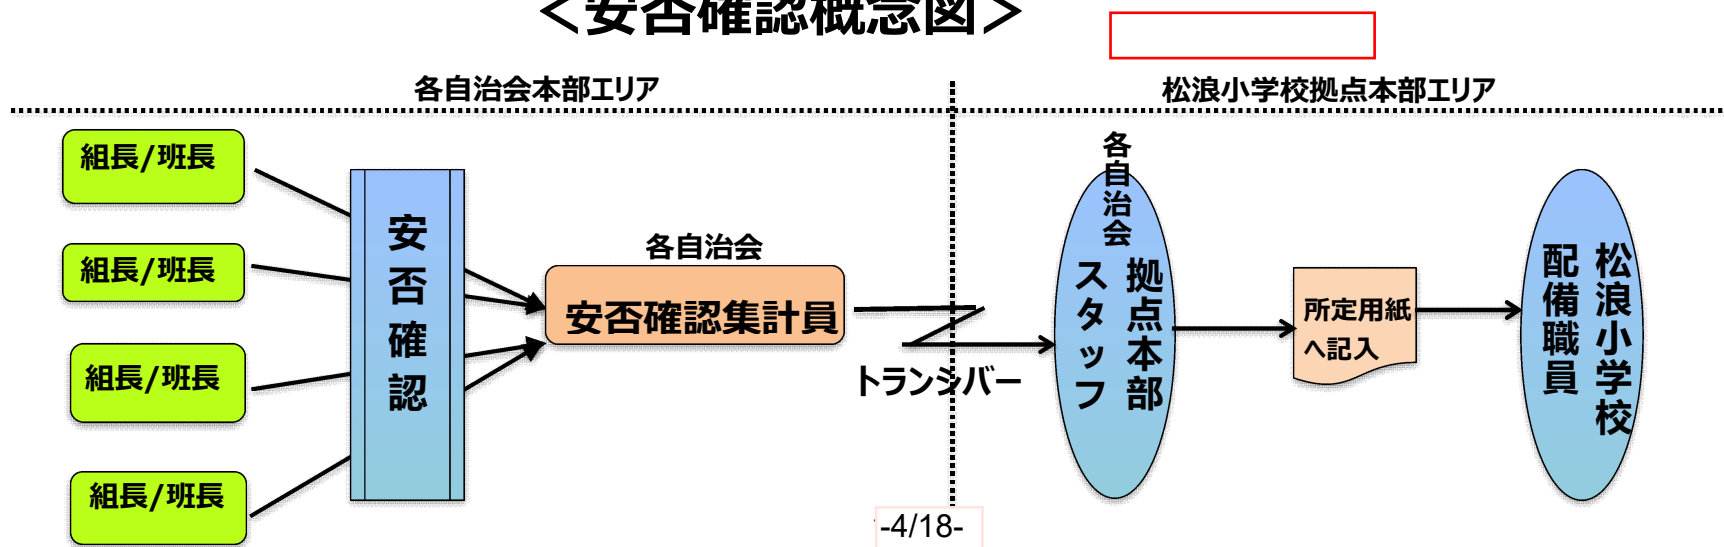 ＜安否確認概念図＞
各自治会本部エリア
松浪小学校拠点本部エリア
組長/班長
組長/班長
組長/班長
組長/班長
安否確認
各自治会
安否確認集計員
トランシバー
各自治会
拠点本部
スタッフ
所定用紙
へ記入
松浪小学校
配備職員
-4/18-